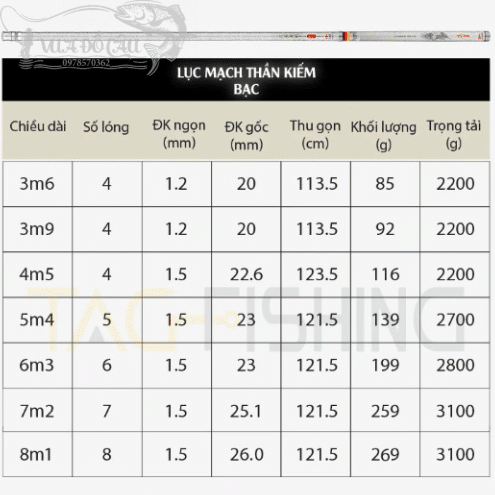 VUA ĐỒ CÂU
0978570362
LỤC MẠCH THẦN KIẾM
BẠC
Chiều dài Số lóng ĐK ngọn (mm) ĐK gốc (mm) Thu gọn (cm) Khối lượng (g) Trọng tải (g)
3m6 4 1.2 20 113.5 85 2200
3m9 4 1.2 20 113.5 92 2200
4m5 4 1.5 22.6 123.5 116 2200
TAG FISHING
5m4 5 1.5 23 121.5 139 2700
6m3 6 1.5 23 121.5 199 2800
7m2 7 1.5 25.1 121.5 259 3100
8m1 8 1.5 26.0 121.5 269 3100